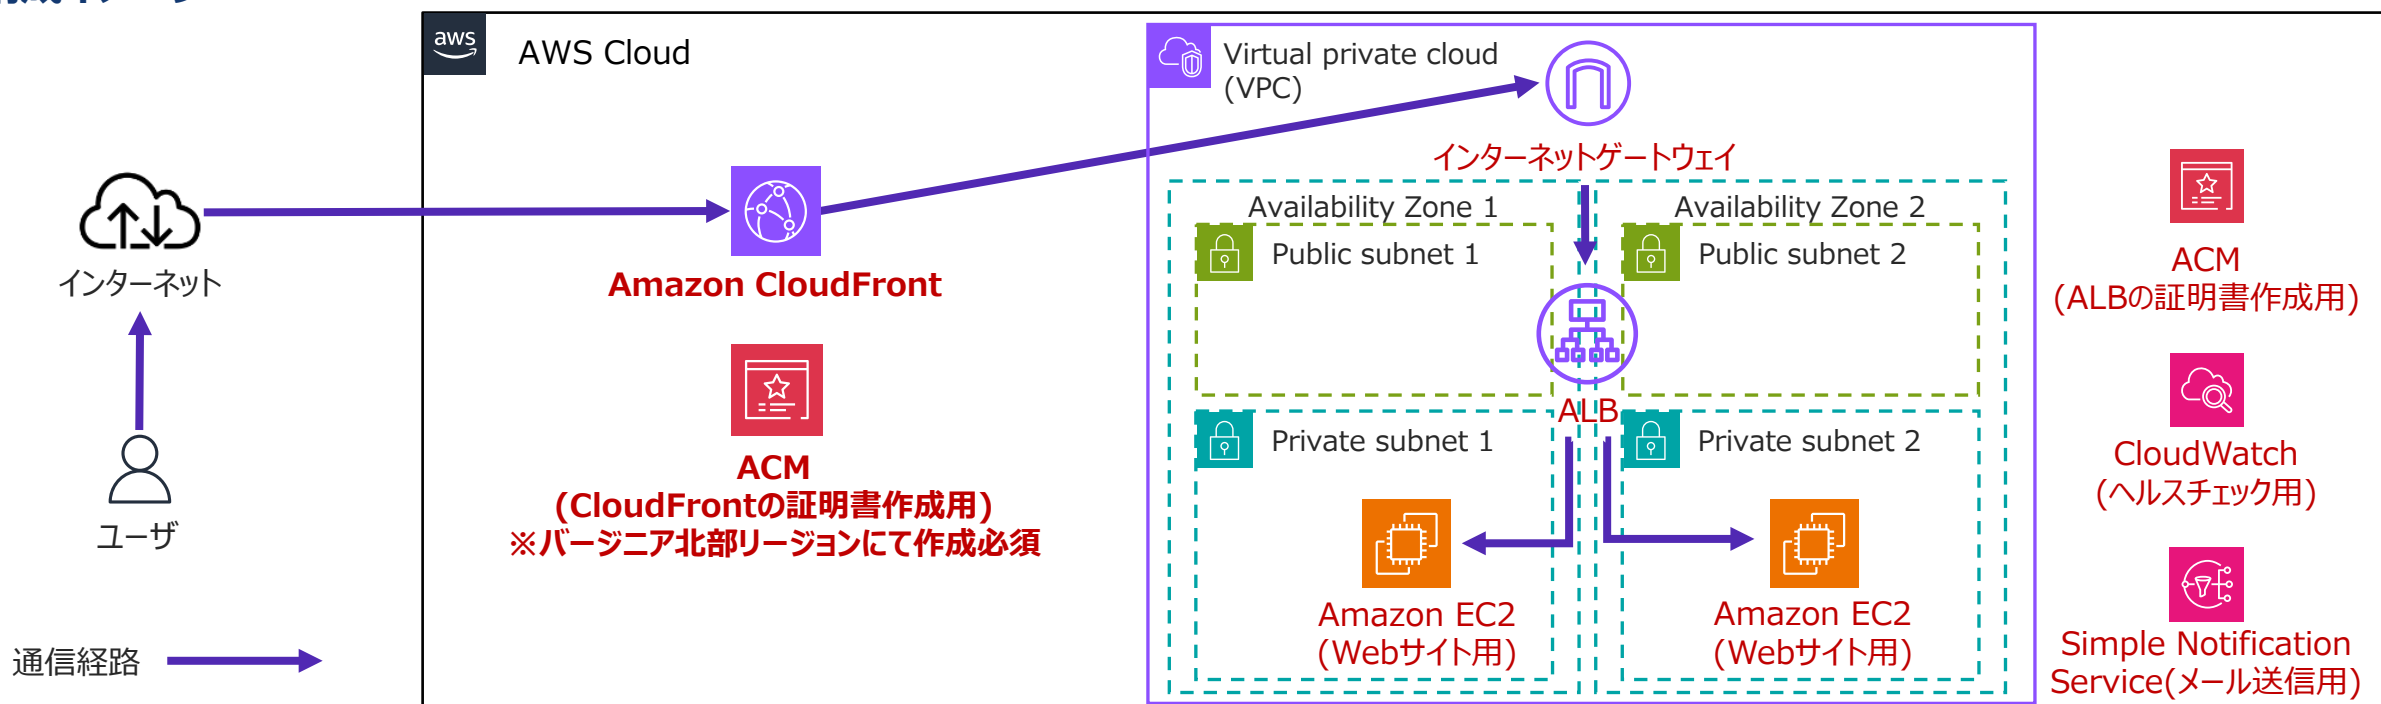 aws
AWS Cloud
Virtual private cloud
(VPC)
インターネットゲートウェイ
Availability Zone 1
Availability Zone 2
Public subnet 1
Public subnet 2
インターネット
Amazon CloudFront
ACM
(ALBの証明書作成用)
ALB
Private subnet 1
Private subnet 2
ACM
(CloudFrontの証明書作成用)
※バージニア北部リージョンにて作成必須
CloudWatch
(ヘルスチェック用)
ユーザ
Amazon EC2
(Webサイト用)
Amazon EC2
(Webサイト用)
Simple Notification
Service(メール送信用)
通信経路